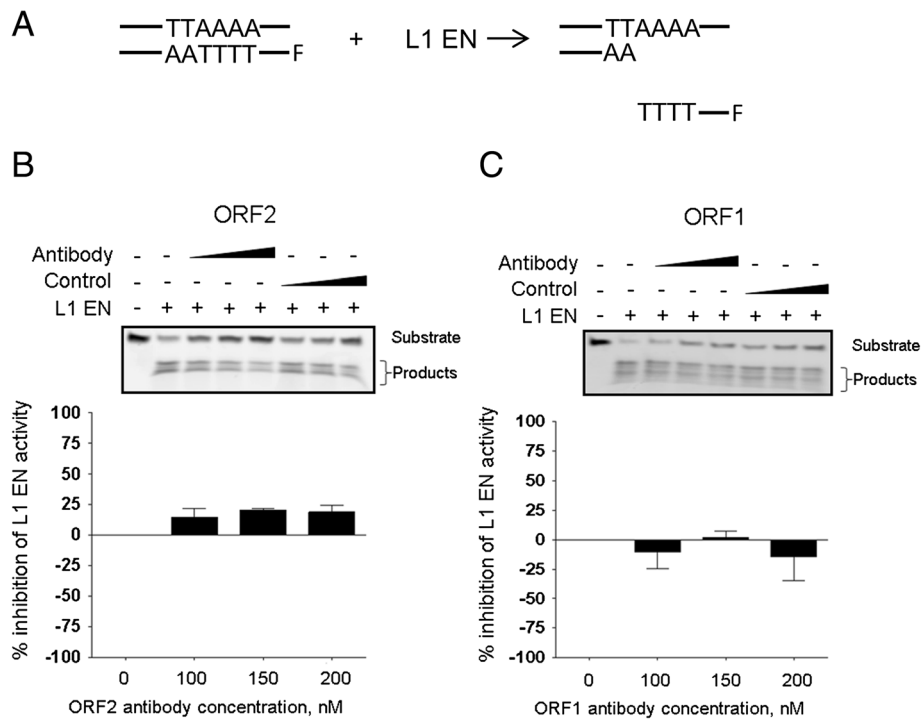 A
TTAAAA TTAAAA
+ L1 EN
AATTTT F AA
TTTT F
B
ORF2
Antibody - - - - -
Control - - - - -
L1 EN - + + + + + + +
Substrate
Products
% inhibition of L1 EN activity
100
75
50
25
0
-25
-50
-75
-100
0 100 150 200
ORF2 antibody concentration, nM
C
ORF1
Antibody - - - - -
Control - - - - -
L1 EN - + + + + + + +
Substrate
Products
% inhibition of L1 EN activity
100
75
50
25
0
-25
-50
-75
-100
0 100 150 200
ORF1 antibody concentration, nM